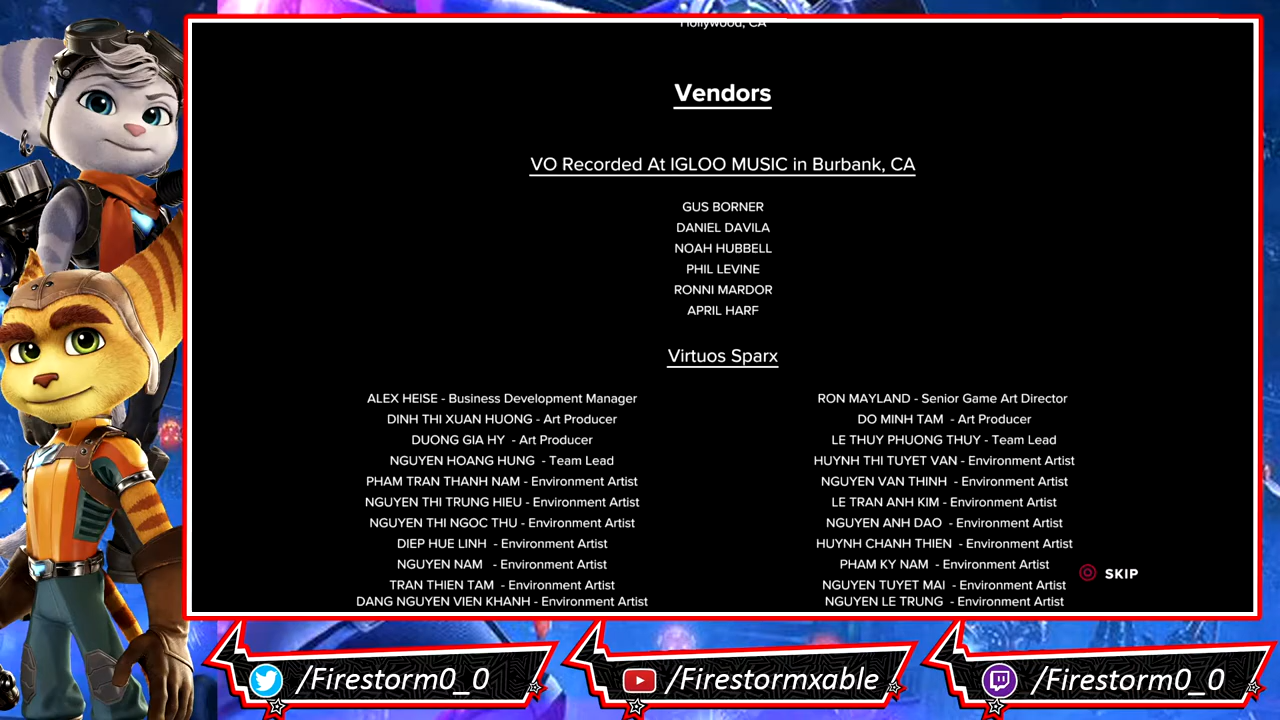 Hollywood, CA
Vendors
VO Recorded At IGLOO MUSIC in Burbank, CA
GUS BORNER
DANIEL DAVILA
NOAH HUBBELL
PHIL LEVINE
RONNI MARDOR
APRIL HARF
Virtuos Sparx
ALEX HEISE - Business Development Manager
RON MAYLAND - Senior Game Art Director
DINH THI XUAN HUONG - Art Producer
DO MINH TAM - Art Producer
DUONG GIA HY - Art Producer
LE THUY PHUONG THUY - Team Lead
NGUYEN HOANG HUNG - Team Lead
HUYNH THI TUYET VAN - Environment Artist
PHAM TRAN THANH NAM - Environment Artist
NGUYEN VAN THINH - Environment Artist
NGUYEN THI TRUNG HIEU - Environment Artist
LE TRAN ANH KIM - Environment Artist
NGUYEN THI NGOC THU - Environment Artist
NGUYEN ANH DAO - Environment Artist
DIEP HUE LINH - Environment Artist
HUYNH CHANH THIEN - Environment Artist
NGUYEN NAM - Environment Artist
PHAM KY NAM - Environment Artist
SKIP
TRAN THIEN TAM - Environment Artist
NGUYEN TUYET MAI - Environment Artist
DANG NGUYEN VIEN KHANH - Environment Artist
NGUYEN LE TRUNG - Environment Artist
/Firestorm0_0
/Firestormxable
/Firestorm0_0